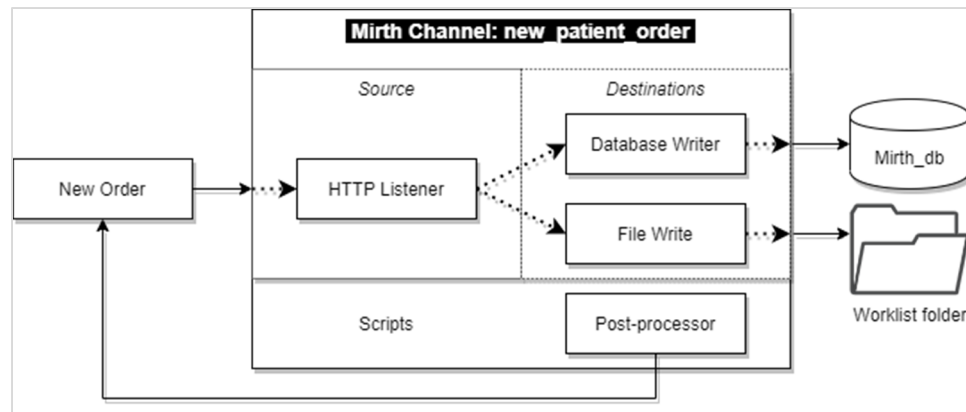 Mirth Channel: new_patient_order
Source
Destinations
Database Writer
Mirth_db
New Order
HTTP Listener
File Write
Worklist folder
Scripts
Post-processor